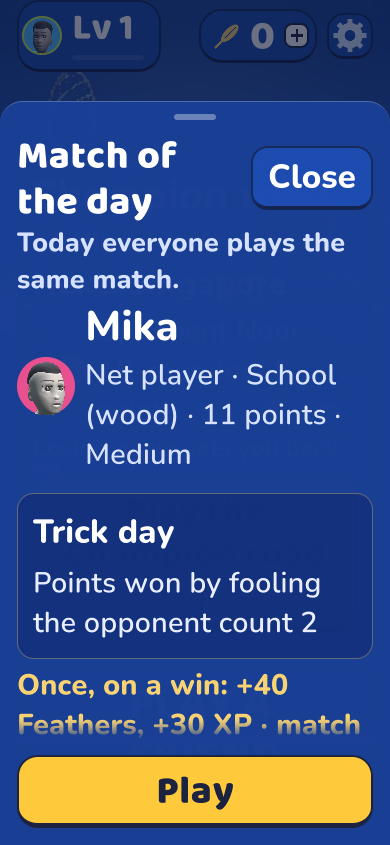 Lv 1
0
Match of
the day
Close
Today everyone plays the
same match.
Mika
Net player · School
(wood) · 11 points ·
Medium
Trick day
Points won by fooling
the opponent count 2
Once, on a win: +40
Feathers, +30 XP · match
Play